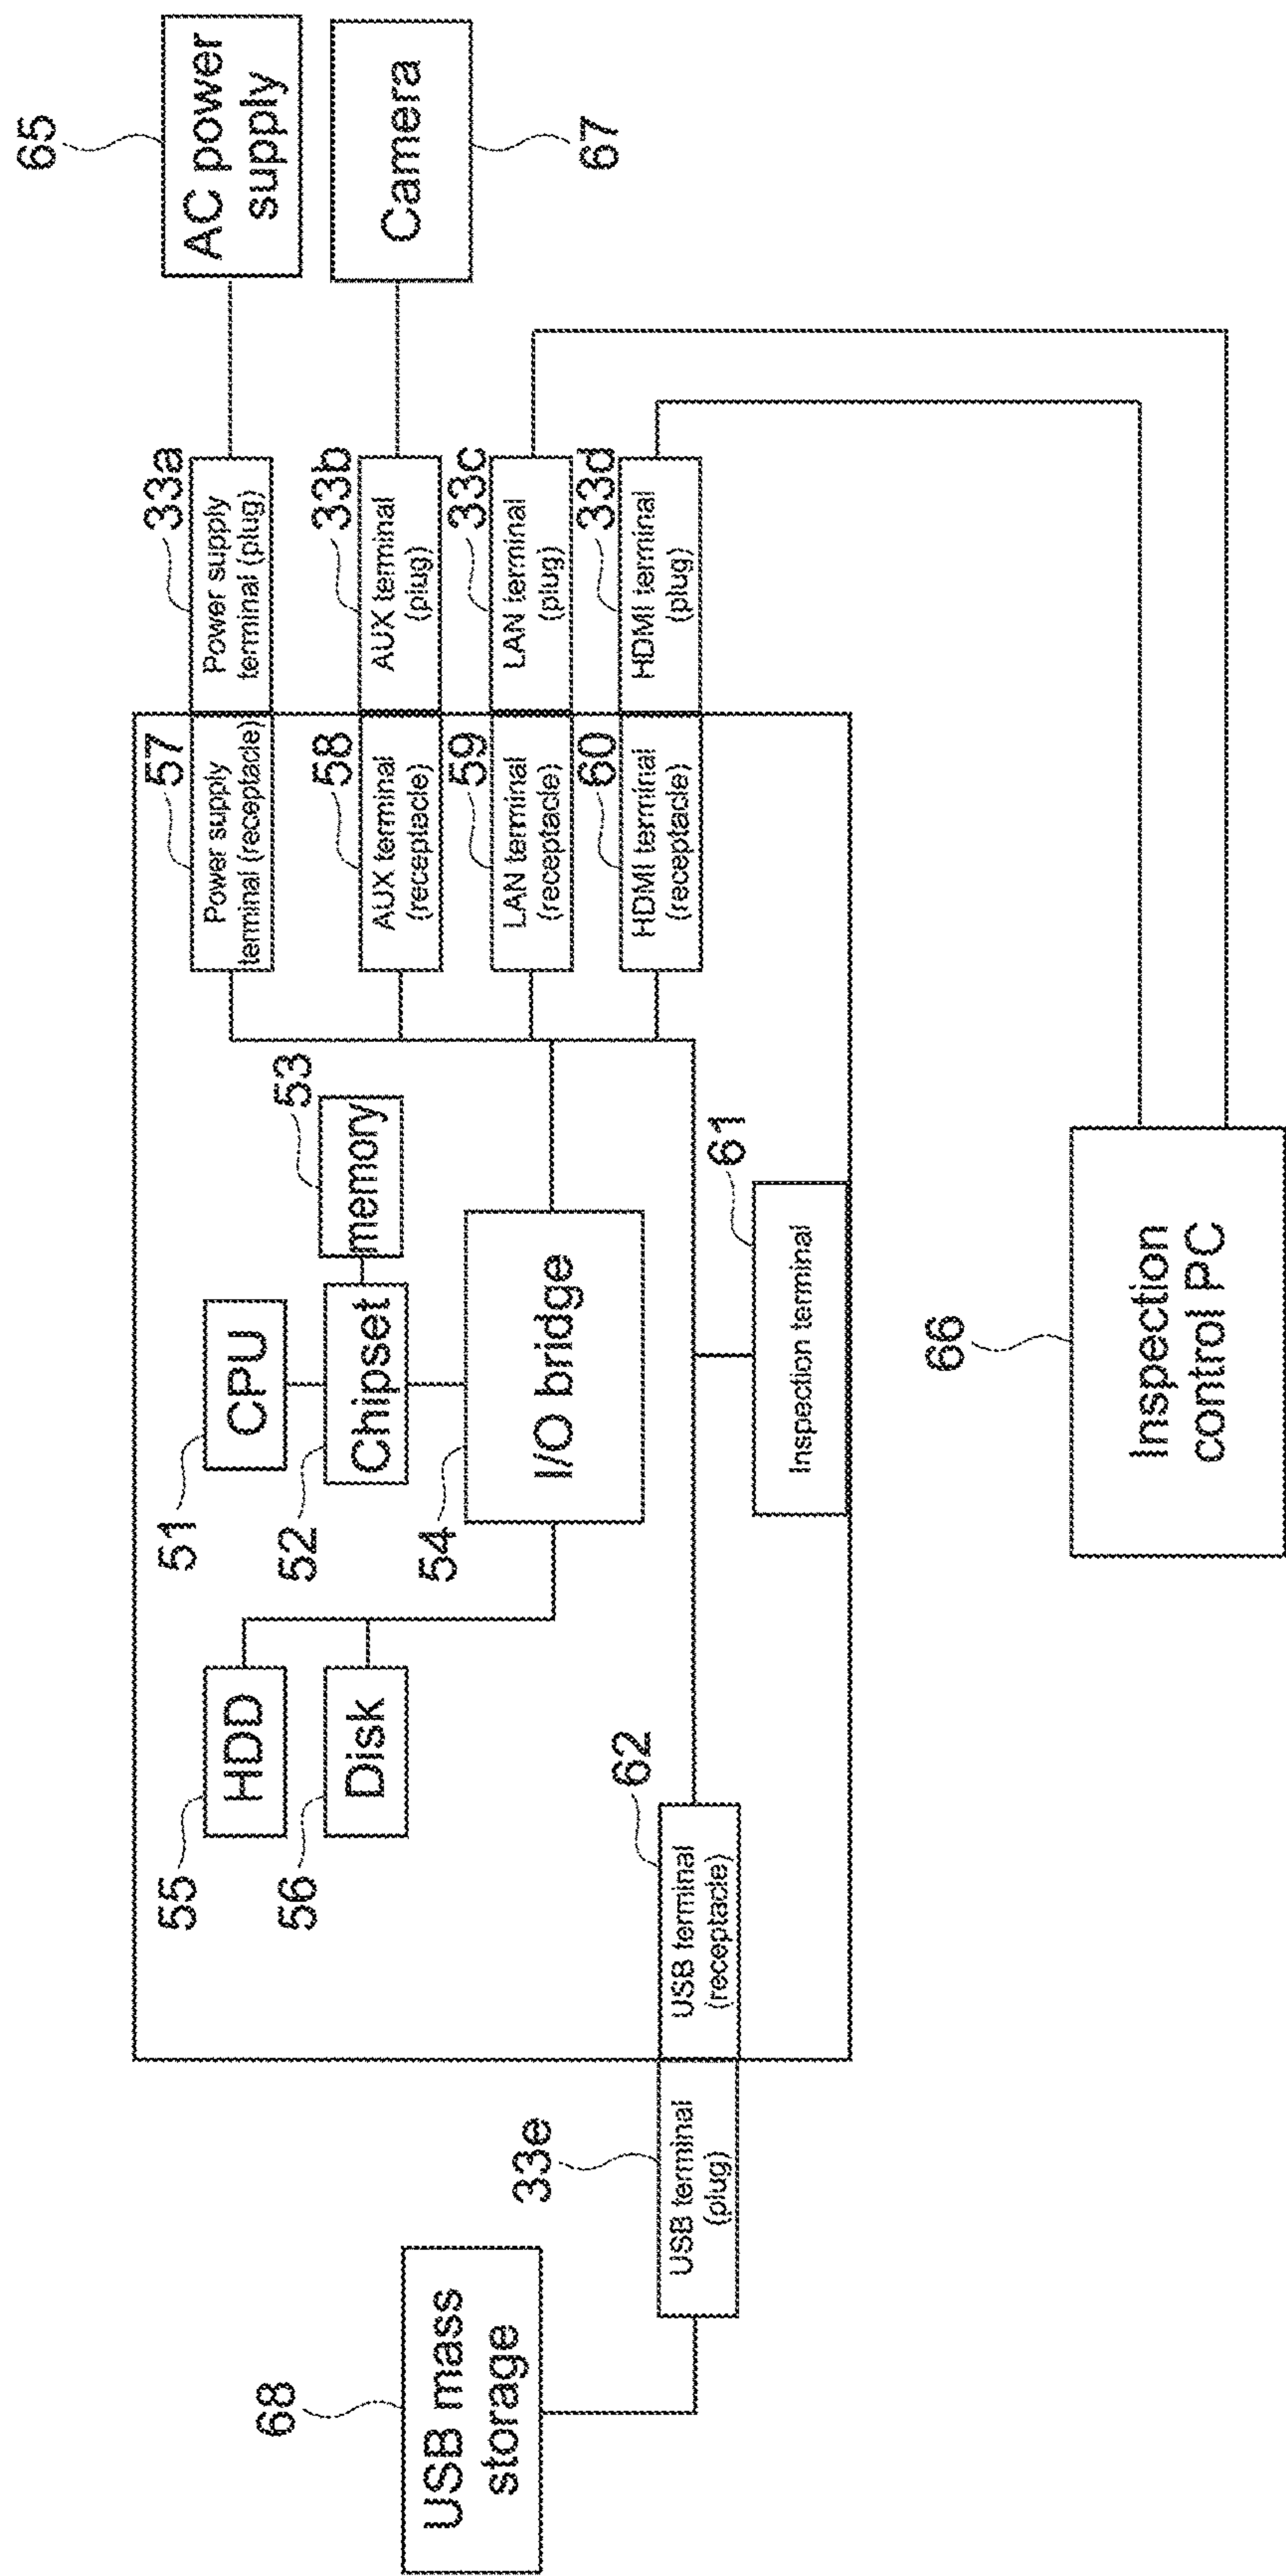 65
AC power
supply
Camera
67
33a
Power supply
terminal (plug)
33b
AUX terminal
(plug)
33c
LAN terminal
(plug)
33d
HDMI terminal
(plug)
57
Power supply
terminal (receptacle)
58
AUX terminal
(receptacle)
59
LAN terminal
(receptacle)
60
HDMI terminal
(receptacle)
53
memory
51
CPU
52
Chipset
54
I/O bridge
61
Inspection terminal
66
Inspection
control PC
55
HDD
56
Disk
62
USB terminal
(receptacle)
33e
USB terminal
(plug)
68
USB mass
storage